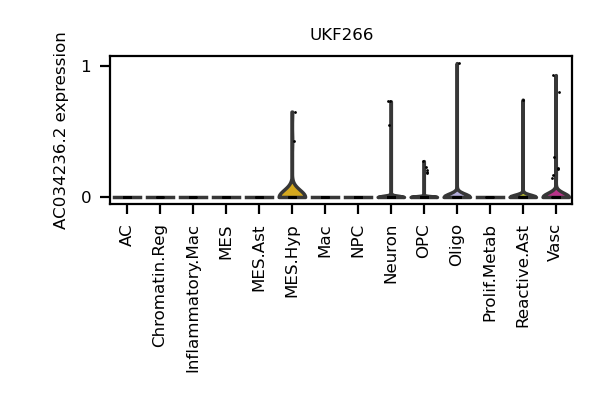 UKF266
AC034236.2 expression
1
0
AC
Chromatin.Reg
Inflammatory.Mac
MES
MES.Ast
MES.Hyp
Mac
NPC
Neuron
OPC
Oligo
Prolif.Metab
Reactive.Ast
Vasc